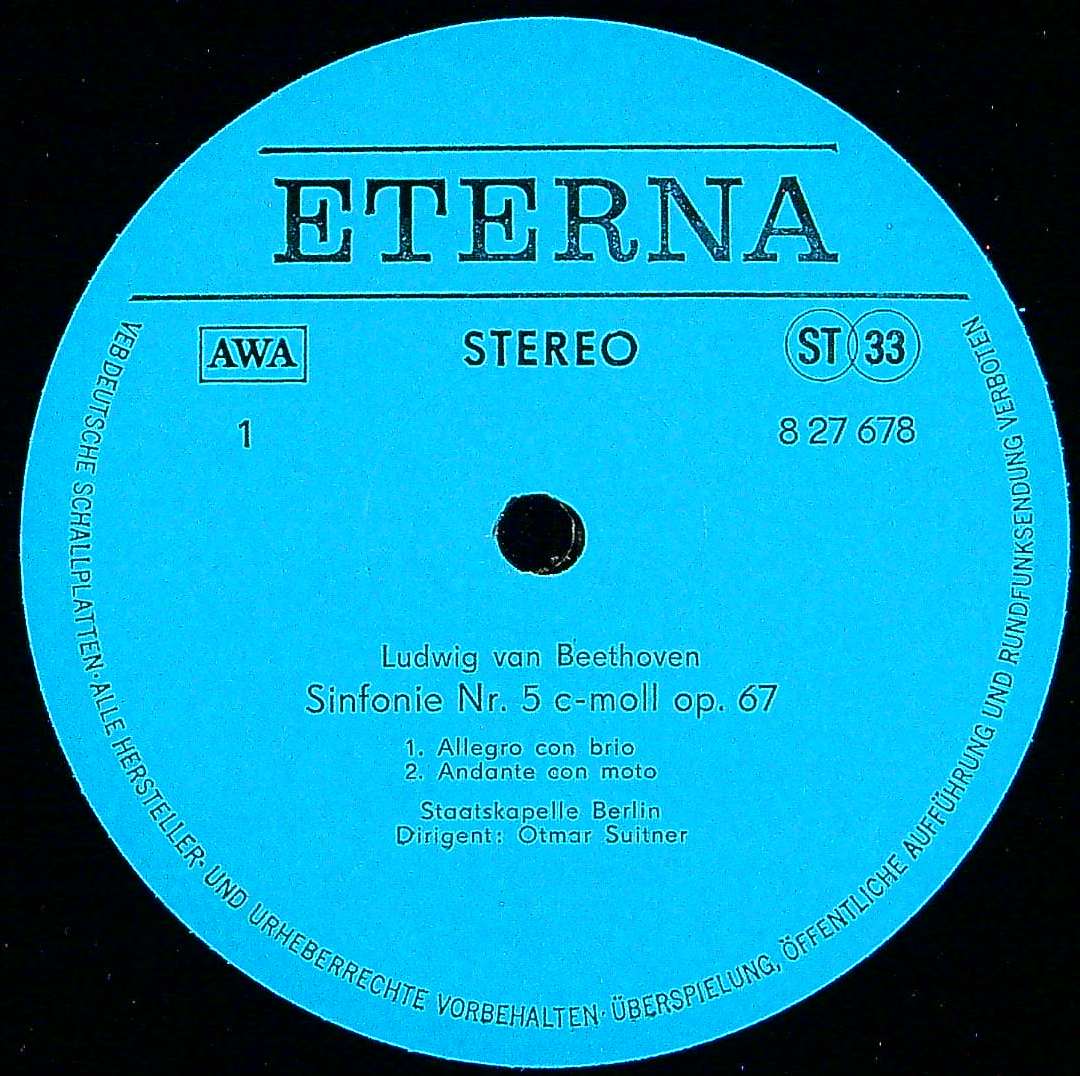 ETERNA
AWA
STEREO
ST 33
1
8 27 678
Ludwig van Beethoven
Sinfonie Nr. 5 c-moll op. 67
1. Allegro con brio
2. Andante con moto
Staatskapelle Berlin
Dirigent: Otmar Suitner
VEB DEUTSCHE SCHALLPLATTEN · ALLE HERSTELLER- UND URHEBERRECHTE VORBEHALTEN · ÜBERSPIELUNG, ÖFFENTLICHE AUFFÜHRUNG UND RUNDFUNKSENDUNG VERBOTEN